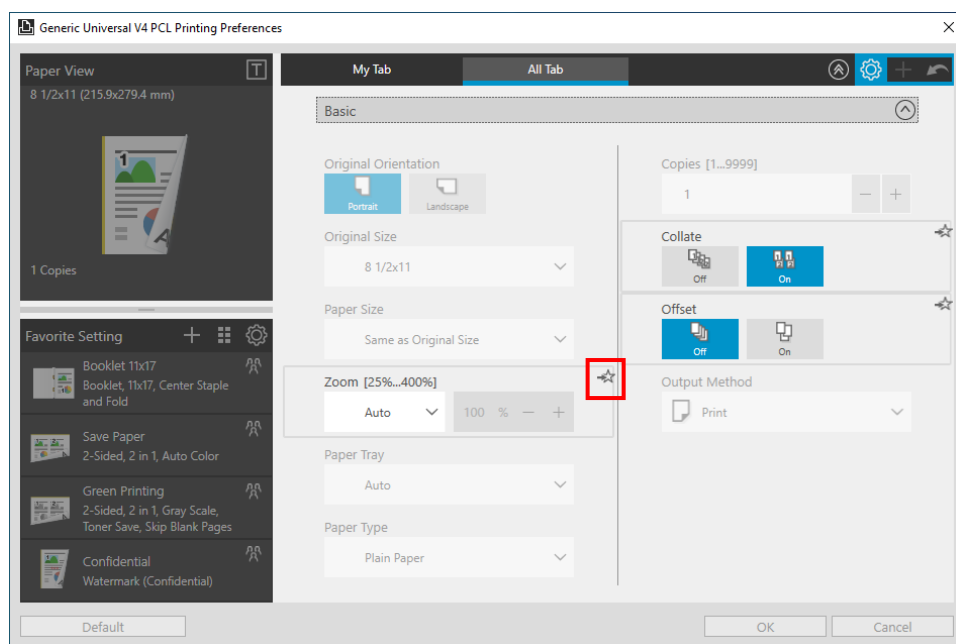 Generic Universal V4 PCL Printing Preferences
Paper View
T
8 1/2x11 (215.9x279.4 mm)
1
A
1 Copies
Favorite Setting
Booklet 11x17
Booklet, 11x17, Center Staple
and Fold
Save Paper
2-Sided, 2 in 1, Auto Color
Green Printing
2-Sided, 2 in 1, Gray Scale,
Toner Save, Skip Blank Pages
Confidential
Watermark (Confidential)
My Tab
All Tab
Basic
Original Orientation
Portrait
Landscape
Original Size
8 1/2x11
Paper Size
Same as Original Size
Zoom [25%...400%]
Auto
100 %
Paper Tray
Auto
Paper Type
Plain Paper
Copies [1...9999]
1
Collate
Off
On
Offset
Off
On
Output Method
Print
Default
OK
Cancel